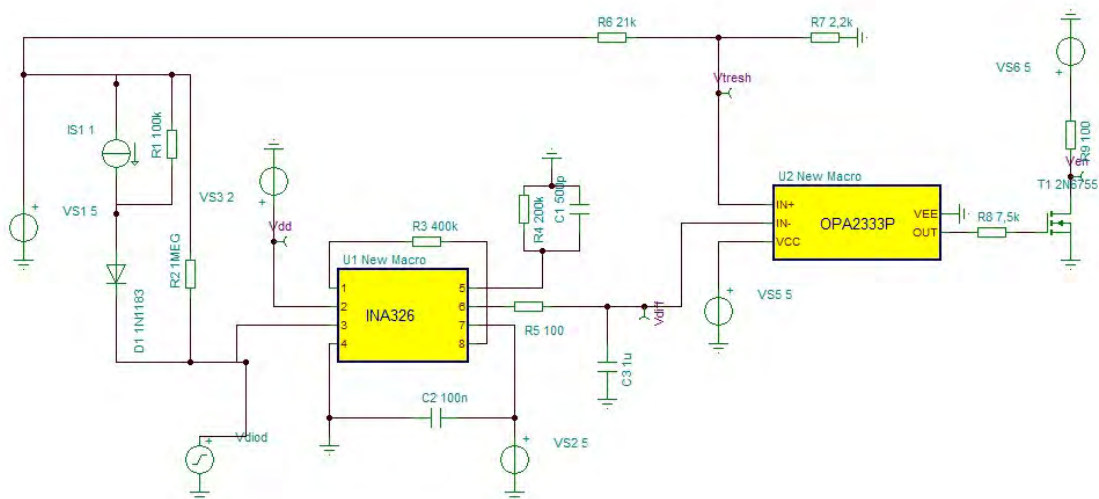 R6 21k
R7 2,2k
VS6 5
Vtresh
IS1 1
R1 100k
R9 100
VS3 2
C1 500p
Ven
T1 2N6755
U2 New Macro
VS1 5
R4 200k
IN+
IN-
VCC
OPA2333P
VEE
OUT
R8 7,5k
Vdd
R3 400k
R2 1MEG
U1 New Macro
D1 1N1183
1
2
3
4
INA326
5
6
7
8
R5 100
Vdiff
VS5 5
C3 1u
C2 100n
Vdiod
VS2 5